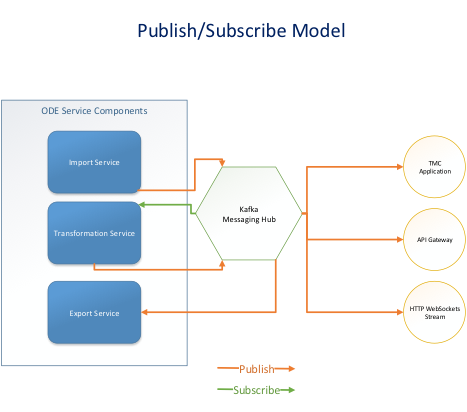 Publish/Subscribe Model
ODE Service Components
Import Service
Transformation Service
Export Service
Kafka
Messaging Hub
TMC
Application
API Gateway
HTTP WebSockets
Stream
Publish
Subscribe